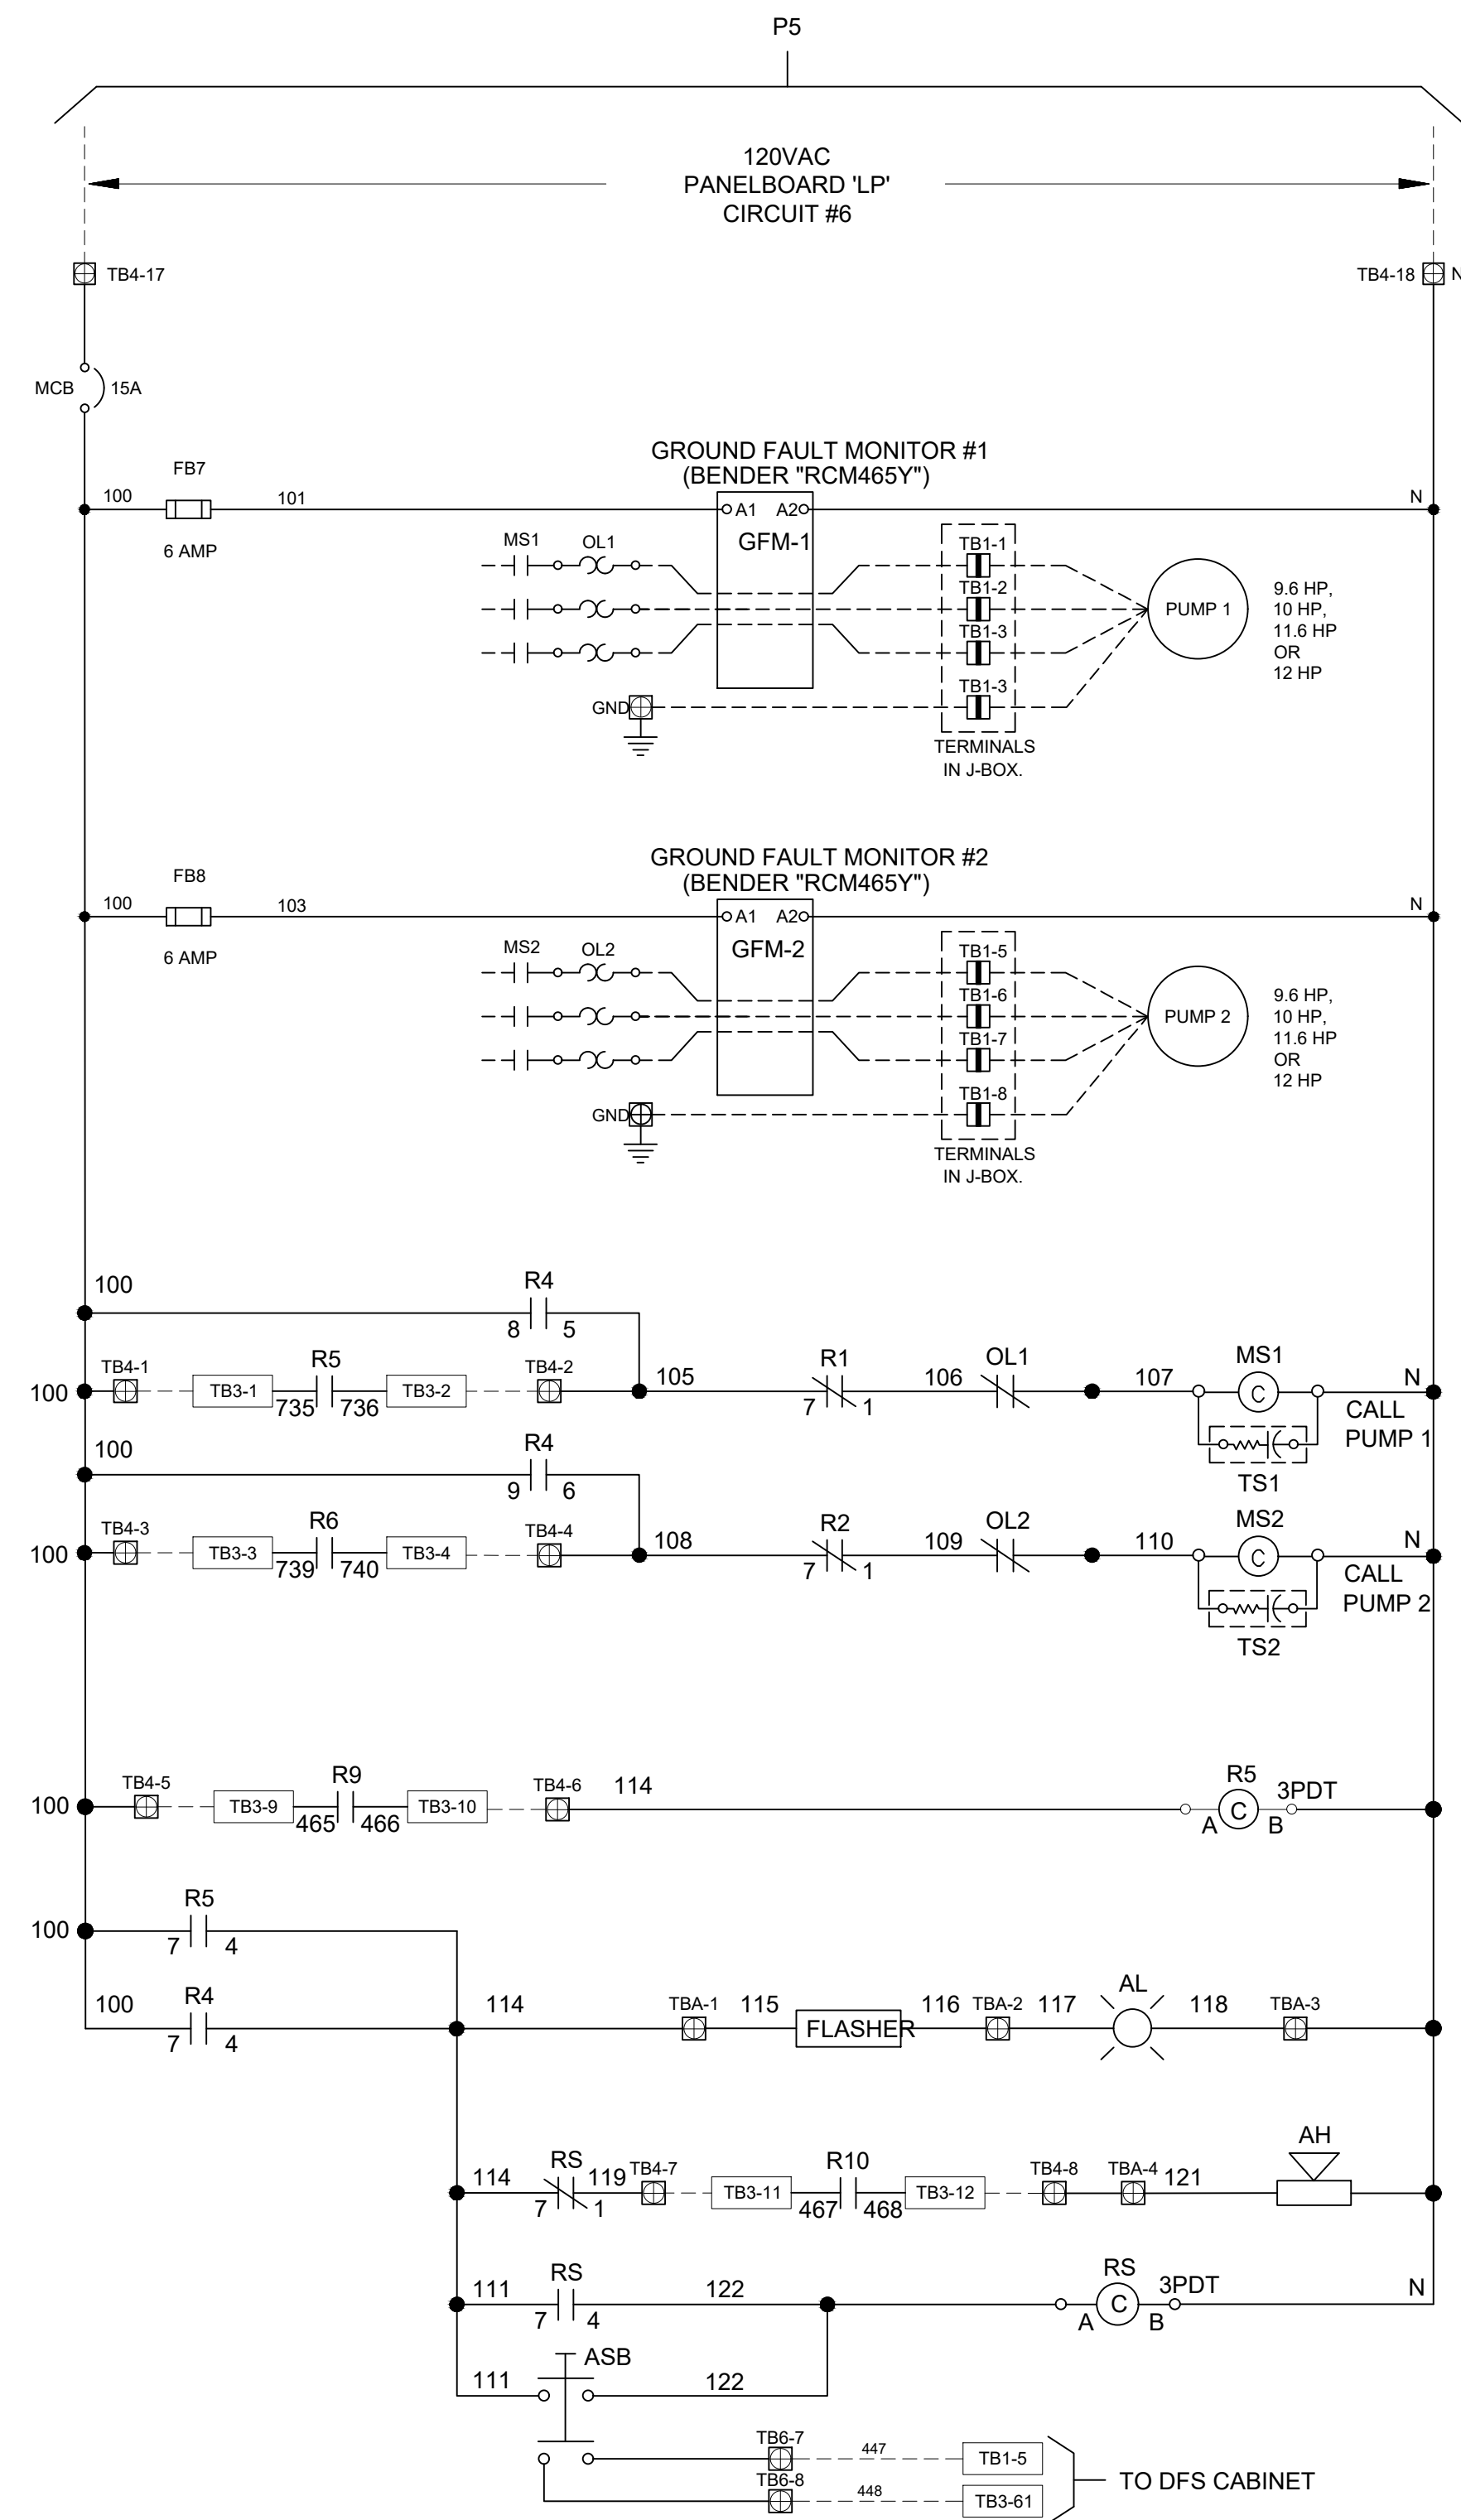 P5
120VAC
PANELBOARD 'LP'
CIRCUIT #6
TB4-17
TB4-18 N
MCB 15A
GROUND FAULT MONITOR #1
(BENDER "RCM465Y")
FB7
100 101 N
6 AMP
A1 A2
GFM-1
MS1 OL1
TB1-1
TB1-2
TB1-3
TB1-3
PUMP 1
9.6 HP,
10 HP,
11.6 HP
OR
12 HP
GND
TERMINALS
IN J-BOX.
GROUND FAULT MONITOR #2
(BENDER "RCM465Y")
FB8
100 103 N
6 AMP
A1 A2
GFM-2
MS2 OL2
TB1-5
TB1-6
TB1-7
TB1-8
PUMP 2
9.6 HP,
10 HP,
11.6 HP
OR
12 HP
GND
TERMINALS
IN J-BOX.
100 R4
8 5
TB4-1 R5 TB4-2 105 R1 106 OL1 107 MS1 N
100 TB3-1 TB3-2 C
735 736 7 1
CALL
PUMP 1
TS1
100 R4
9 6
TB4-3 R6 TB4-4 108 R2 109 OL2 110 MS2 N
100 TB3-3 TB3-4 C
739 740 7 1
CALL
PUMP 2
TS2
TB4-5 R9 TB4-6 114 R5 3PDT
100 TB3-9 TB3-10 C
465 466 A B
R5
100
7 4
100 R4 114 TBA-1 115 116 TBA-2 117 AL 118 TBA-3
7 4 FLASHER
114 RS 119 TB4-7 R10 TB4-8 TBA-4 121 AH
TB3-11 TB3-12
7 1 467 468
111 RS 122 RS 3PDT N
C
7 4 A B
ASB
111 122
TB6-7 447 TB1-5
TB6-8 448 TB3-61
TO DFS CABINET